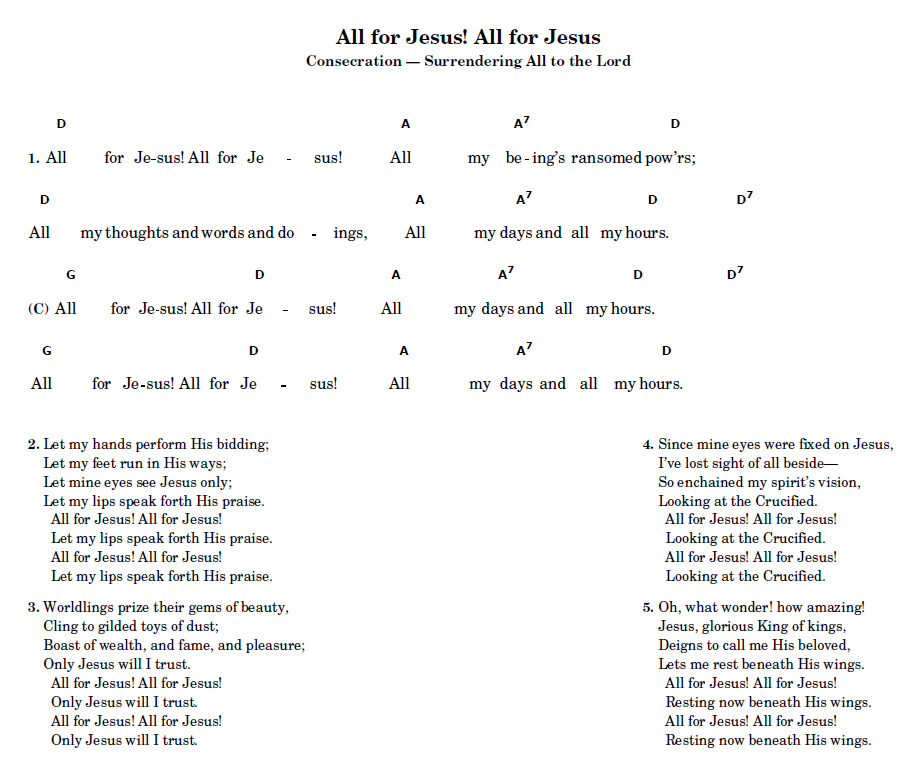 All for Jesus! All for Jesus
Consecration — Surrendering All to the Lord
D A A7 D
1. All for Je-sus! All for Je - sus! All my be-ing's ransomed pow'rs;
D A A7 D D7
All my thoughts and words and do - ings, All my days and all my hours.
G D A A7 D D7
(C) All for Je-sus! All for Je - sus! All my days and all my hours.
G D A A7 D
All for Je-sus! All for Je - sus! All my days and all my hours.
2. Let my hands perform His bidding;
Let my feet run in His ways;
Let mine eyes see Jesus only;
Let my lips speak forth His praise.
All for Jesus! All for Jesus!
Let my lips speak forth His praise.
All for Jesus! All for Jesus!
Let my lips speak forth His praise.
3. Worldlings prize their gems of beauty,
Cling to gilded toys of dust;
Boast of wealth, and fame, and pleasure;
Only Jesus will I trust.
All for Jesus! All for Jesus!
Only Jesus will I trust.
All for Jesus! All for Jesus!
Only Jesus will I trust.
4. Since mine eyes were fixed on Jesus,
I've lost sight of all beside—
So enchained my spirit's vision,
Looking at the Crucified.
All for Jesus! All for Jesus!
Looking at the Crucified.
All for Jesus! All for Jesus!
Looking at the Crucified.
5. Oh, what wonder! how amazing!
Jesus, glorious King of kings,
Deigns to call me His beloved,
Lets me rest beneath His wings.
All for Jesus! All for Jesus!
Resting now beneath His wings.
All for Jesus! All for Jesus!
Resting now beneath His wings.